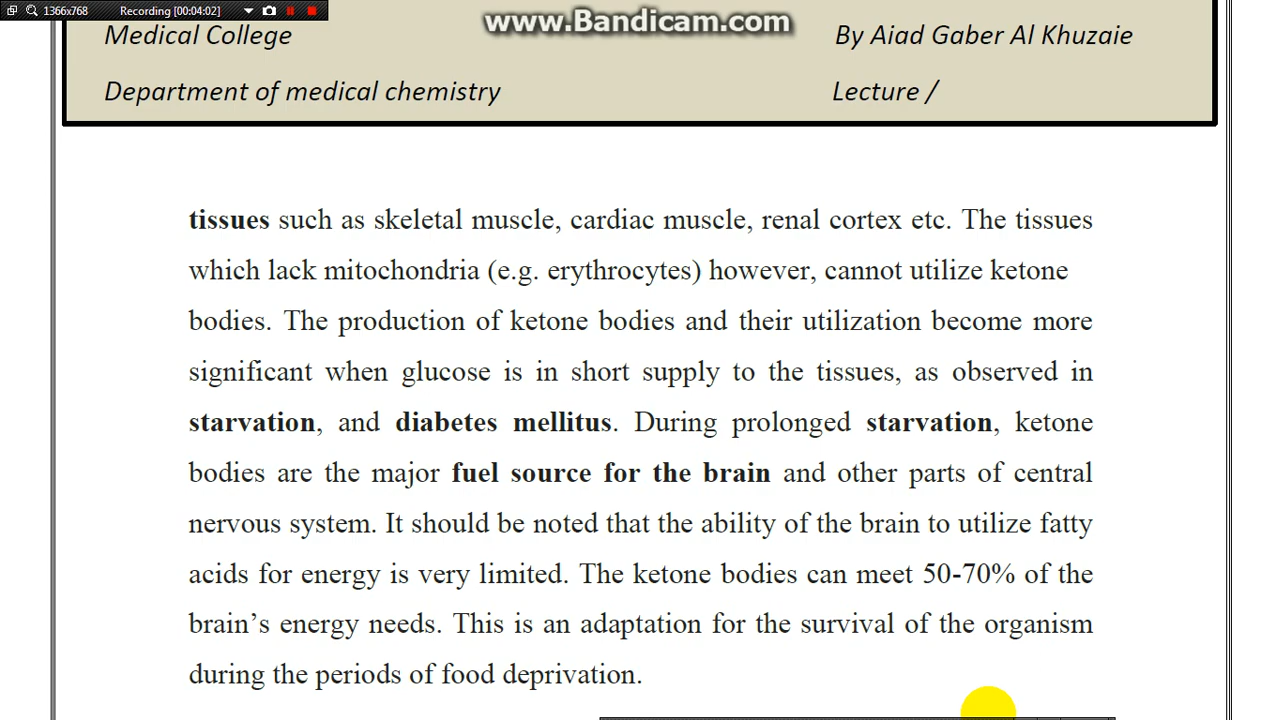 1366x768 Recording [00:04:02]
www.Bandicam.com
Medical College By Aiad Gaber Al Khuzaie
Department of medical chemistry Lecture /
tissues such as skeletal muscle, cardiac muscle, renal cortex etc. The tissues
which lack mitochondria (e.g. erythrocytes) however, cannot utilize ketone
bodies. The production of ketone bodies and their utilization become more
significant when glucose is in short supply to the tissues, as observed in
starvation, and diabetes mellitus. During prolonged starvation, ketone
bodies are the major fuel source for the brain and other parts of central
nervous system. It should be noted that the ability of the brain to utilize fatty
acids for energy is very limited. The ketone bodies can meet 50-70% of the
brain’s energy needs. This is an adaptation for the survival of the organism
during the periods of food deprivation.